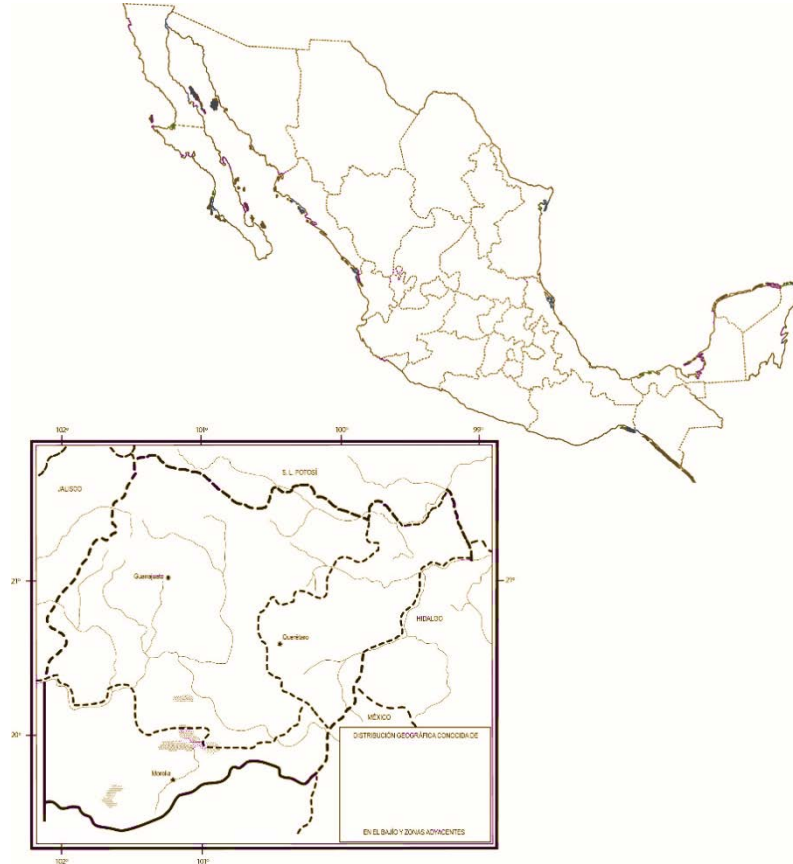 102°
101°
100°
99°
S. L. POTOSÍ
JALISCO
Guanajuato
21°
21°
HIDALGO
Querétaro
MÉXICO
20°
DISTRIBUCIÓN GEOGRÁFICA CONOCIDA DE
Morelia
EN EL BAJÍO Y ZONAS ADYACENTES
102°
101°